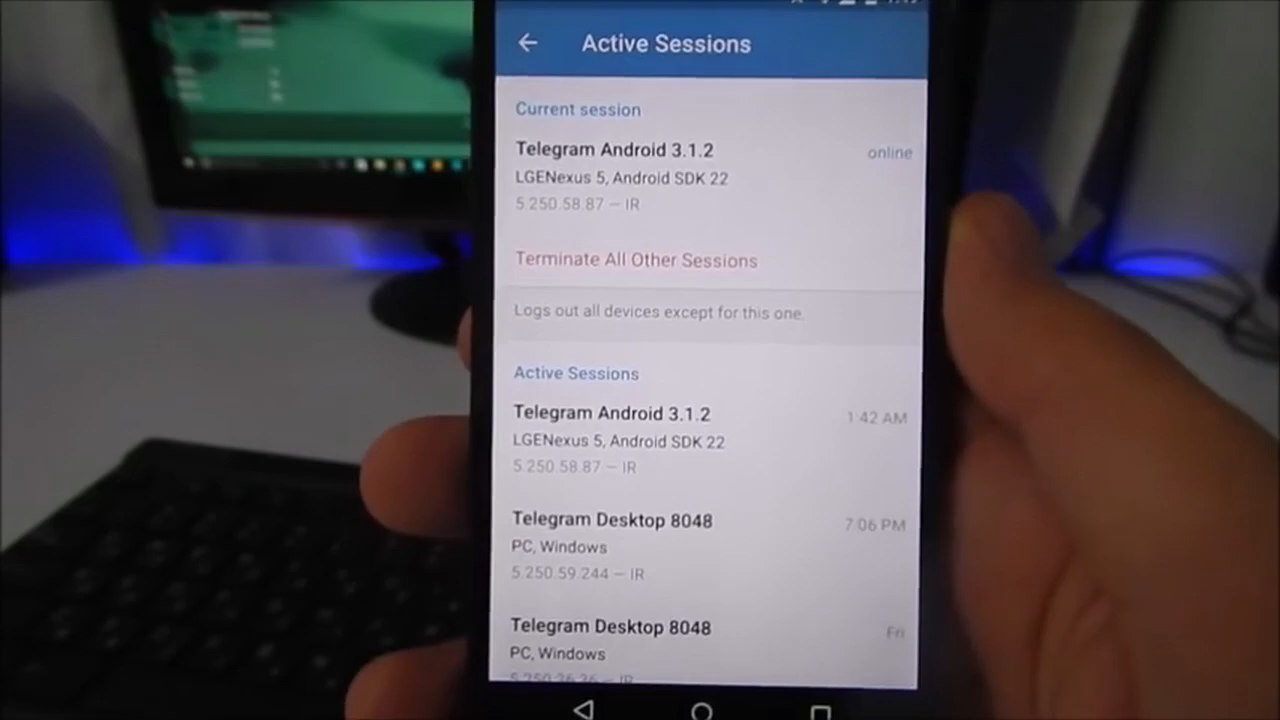 Active Sessions
Current session
Telegram Android 3.1.2
online
LGENexus 5, Android SDK 22
5.250.58.87 – IR
Terminate All Other Sessions
Logs out all devices except for this one.
Active Sessions
Telegram Android 3.1.2
1:42 AM
LGENexus 5, Android SDK 22
5.250.58.87 – IR
Telegram Desktop 8048
7:06 PM
PC, Windows
5.250.59.244 – IR
Telegram Desktop 8048
Fri
PC, Windows